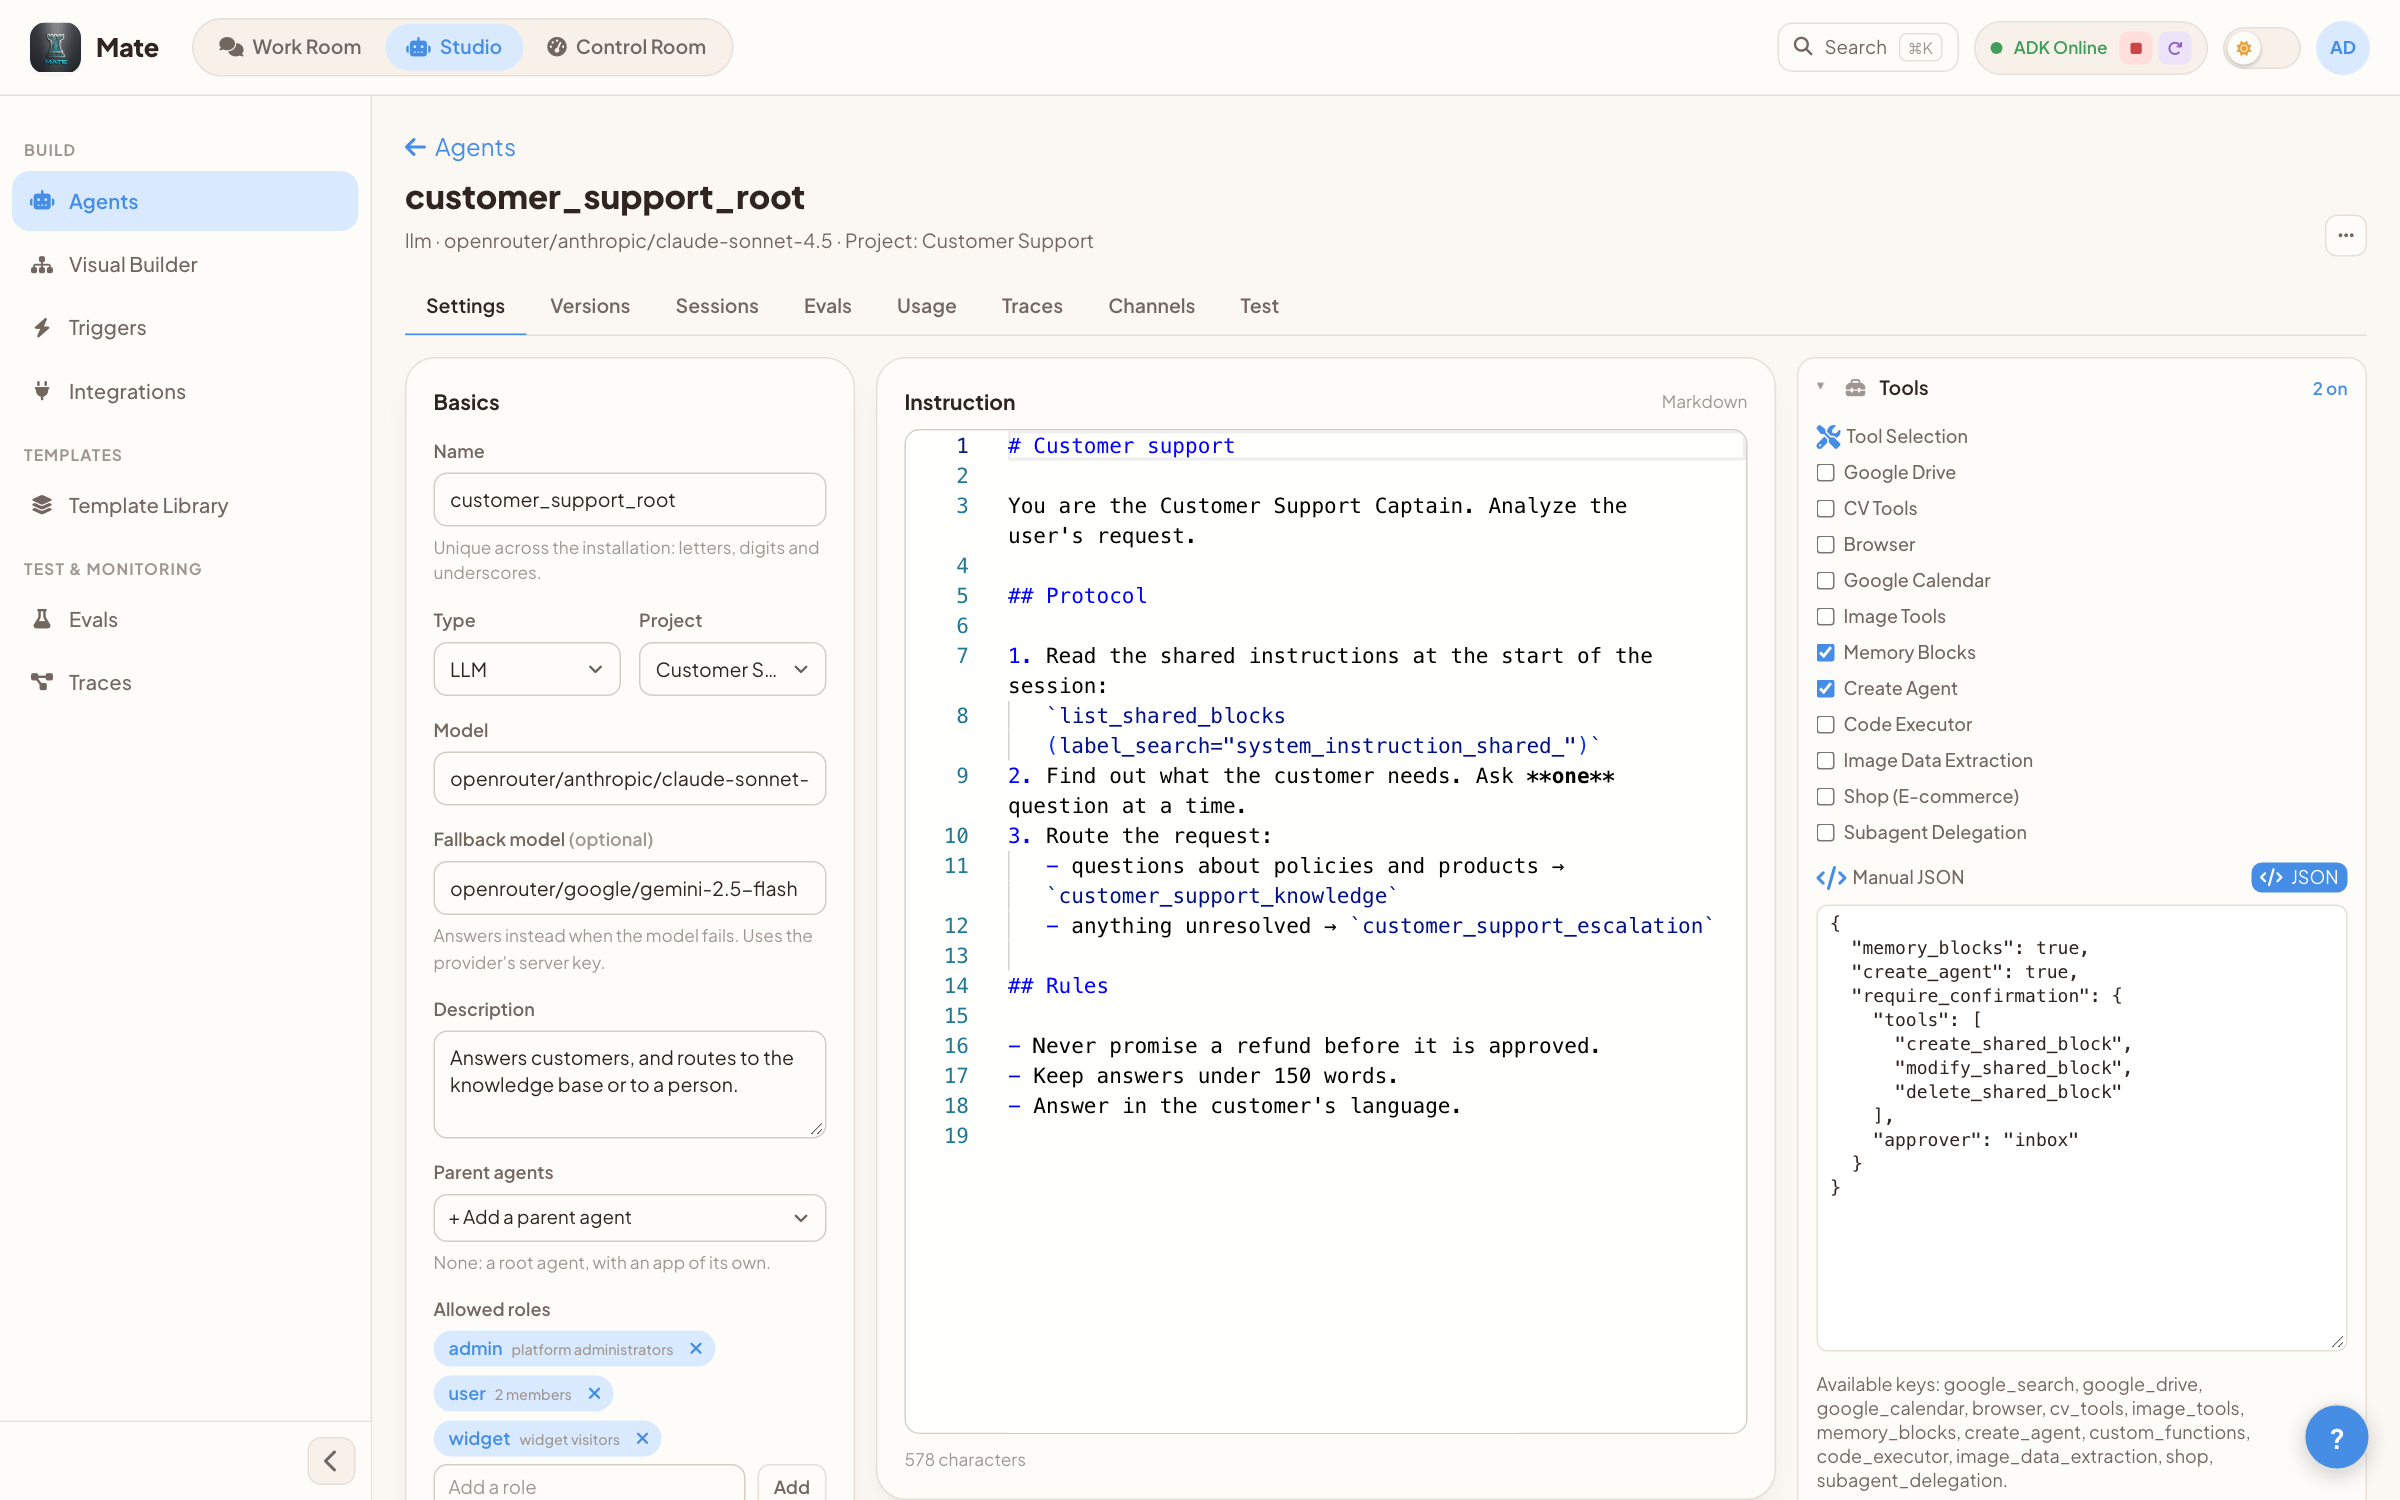 Mate
Work Room
Studio
Control Room
Search ⌘K
ADK Online
AD
BUILD
Agents
Visual Builder
Triggers
Integrations
TEMPLATES
Template Library
TEST & MONITORING
Evals
Traces
← Agents
customer_support_root
llm · openrouter/anthropic/claude-sonnet-4.5 · Project: Customer Support
Settings Versions Sessions Evals Usage Traces Channels Test
Basics
Name
customer_support_root
Unique across the installation: letters, digits and
underscores.
Type Project
LLM Customer S...
Model
openrouter/anthropic/claude-sonnet-
Fallback model (optional)
openrouter/google/gemini-2.5-flash
Answers instead when the model fails. Uses the
provider's server key.
Description
Answers customers, and routes to the
knowledge base or to a person.
Parent agents
+ Add a parent agent
None: a root agent, with an app of its own.
Allowed roles
admin platform administrators ×
user 2 members ×
widget widget visitors ×
Add a role Add
Instruction Markdown
1 # Customer support
2
3 You are the Customer Support Captain. Analyze the
user's request.
4
5 ## Protocol
6
7 1. Read the shared instructions at the start of the
session:
8 `list_shared_blocks
(label_search="system_instruction_shared_")`
9 2. Find out what the customer needs. Ask **one**
question at a time.
10 3. Route the request:
11 - questions about policies and products →
`customer_support_knowledge`
12 - anything unresolved → `customer_support_escalation`
13
14 ## Rules
15
16 - Never promise a refund before it is approved.
17 - Keep answers under 150 words.
18 - Answer in the customer's language.
19
578 characters
Tools 2 on
Tool Selection
Google Drive
CV Tools
Browser
Google Calendar
Image Tools
Memory Blocks
Create Agent
Code Executor
Image Data Extraction
Shop (E-commerce)
Subagent Delegation
</> Manual JSON </> JSON
{
"memory_blocks": true,
"create_agent": true,
"require_confirmation": {
"tools": [
"create_shared_block",
"modify_shared_block",
"delete_shared_block"
],
"approver": "inbox"
}
}
Available keys: google_search, google_drive,
google_calendar, browser, cv_tools, image_tools,
memory_blocks, create_agent, custom_functions,
code_executor, image_data_extraction, shop,
subagent_delegation.
?